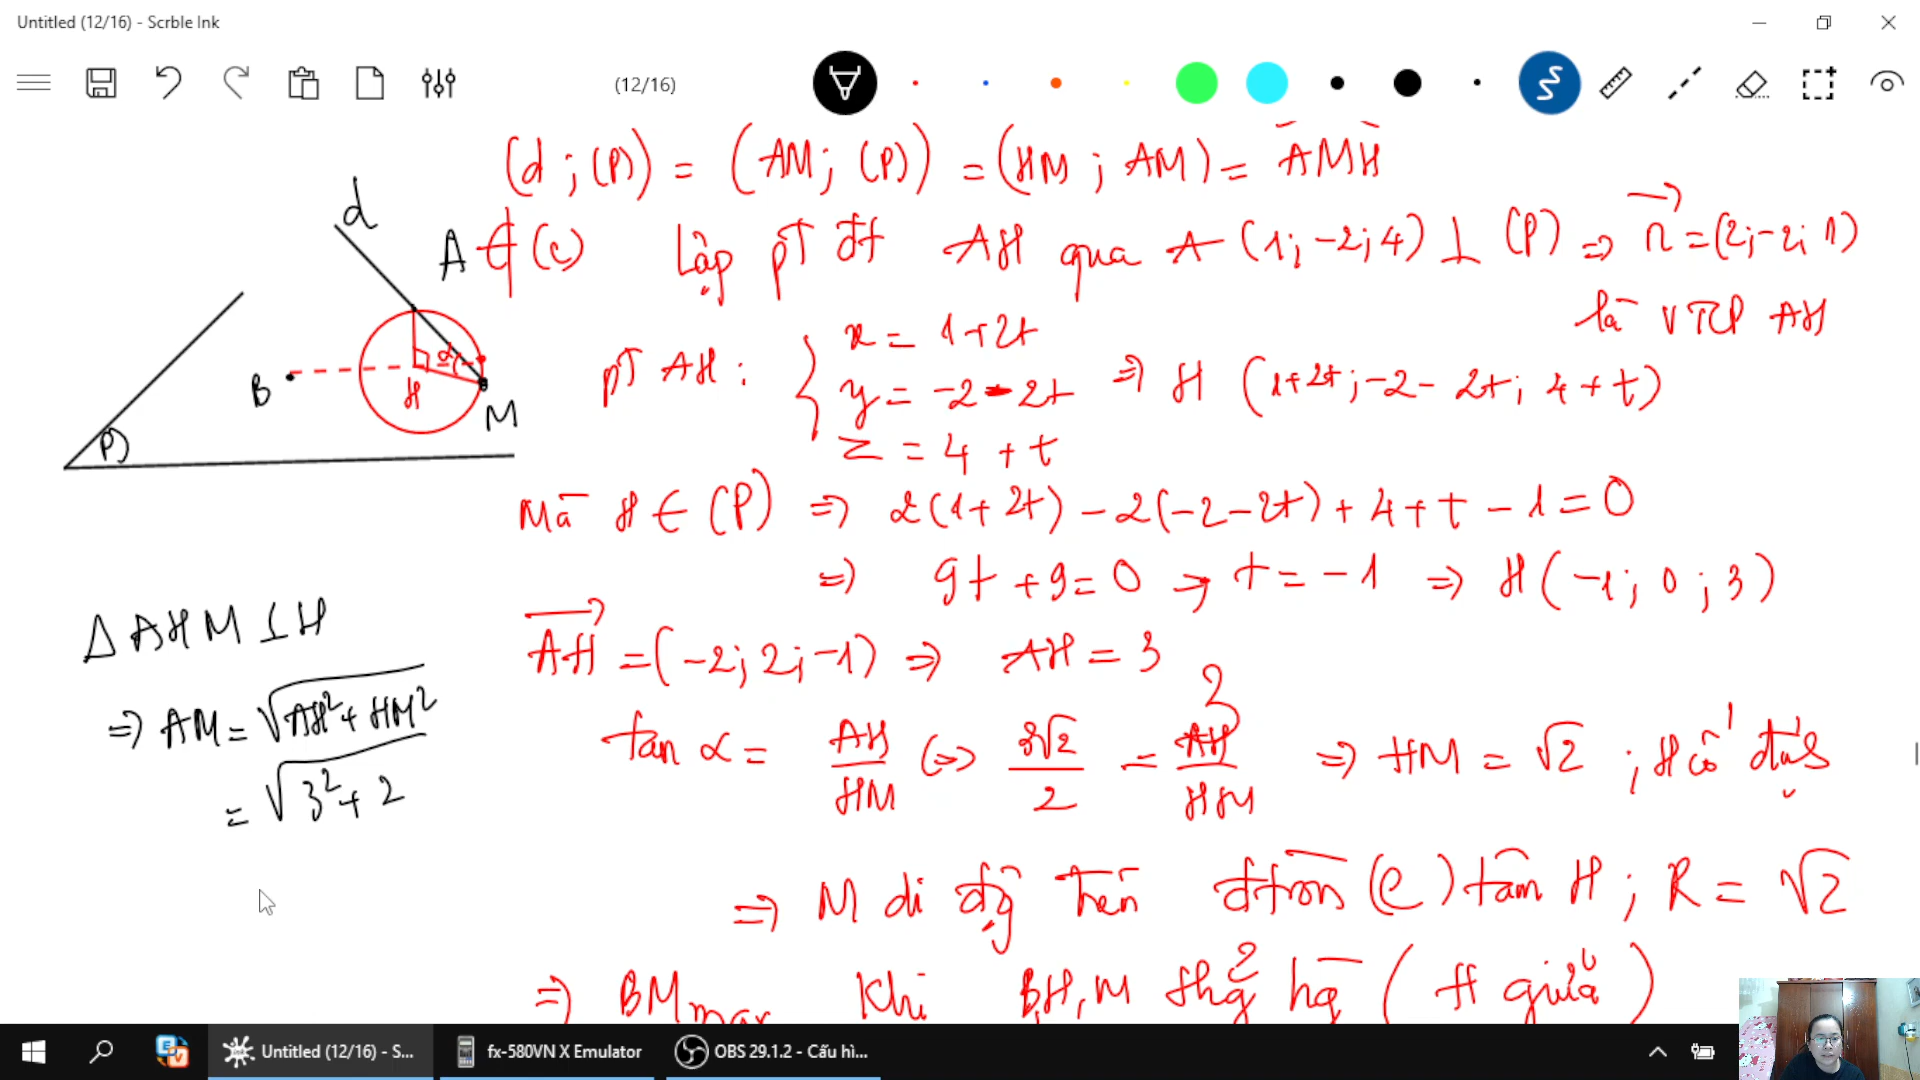 Untitled (12/16) - Scrble Ink
(12/16)
(d ; (P)) = (AM ; (P)) = (HM ; AM) = AMH
A ∉ (C) Lập pT đt AH qua A (1; -2; 4) ⊥ (P) => n⃗ = (2; -2; 1)
là VTCP AH
pT AH : { x = 1 + 2t
y = -2 - 2t => H (1+2t; -2 - 2t; 4 + t)
z = 4 + t
Mà H ∈ (P) => 2(1+2t) - 2(-2-2t) + 4 + t - 1 = 0
=> 9t + 9 = 0 => t = -1 => H (-1; 0; 3)
AH⃗ = (-2; 2; -1) => AH = 3
tan α = AH/HM <=> 3√2/2 = AH/HM => HM = √2 ; H cố định
3
=> M di động trên đtròn (C) tâm H ; R = √2
=> BM max khi B, H, M thẳng hàng ( H giữa )
d
B
H
α
M
P)
Δ AHM ⊥ H
=> AM = √AH² + HM²
= √3² + 2
Untitled (12/16) - S...
fx-580VN X Emulator
OBS 29.1.2 - Cấu hì...